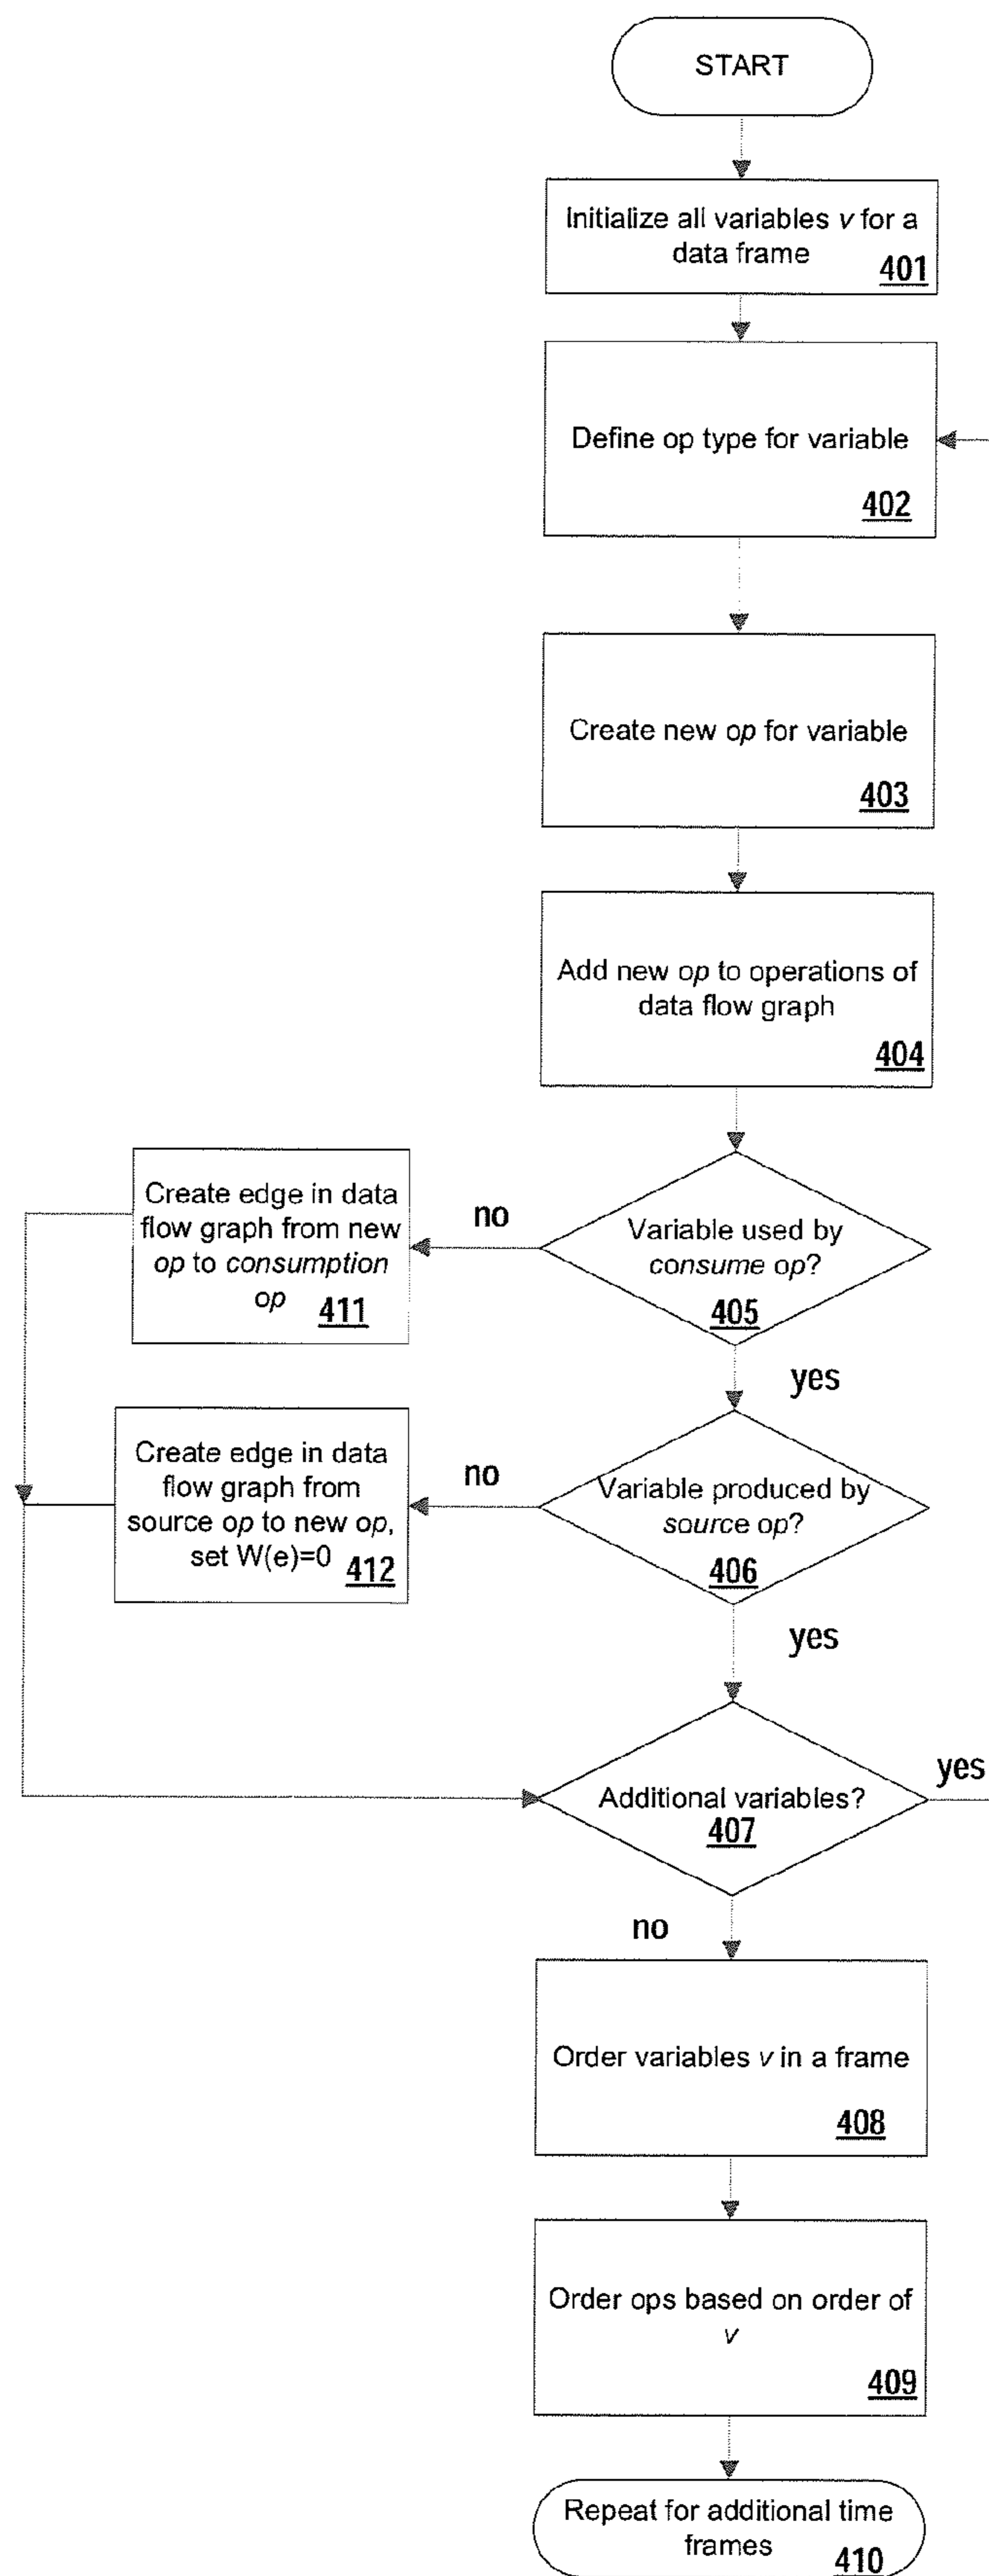 START
Initialize all variables v for a
data frame
401
Define op type for variable
402
Create new op for variable
403
Add new op to operations of
data flow graph
404
Create edge in data
flow graph from new
op to consumption
op
411
no
Variable used by
consume op?
405
yes
Create edge in data
flow graph from
source op to new op,
set W(e)=0
412
no
Variable produced by
source op?
406
yes
Additional variables?
407
yes
no
Order variables v in a frame
408
Order ops based on order of
v
409
Repeat for additional time
frames
410